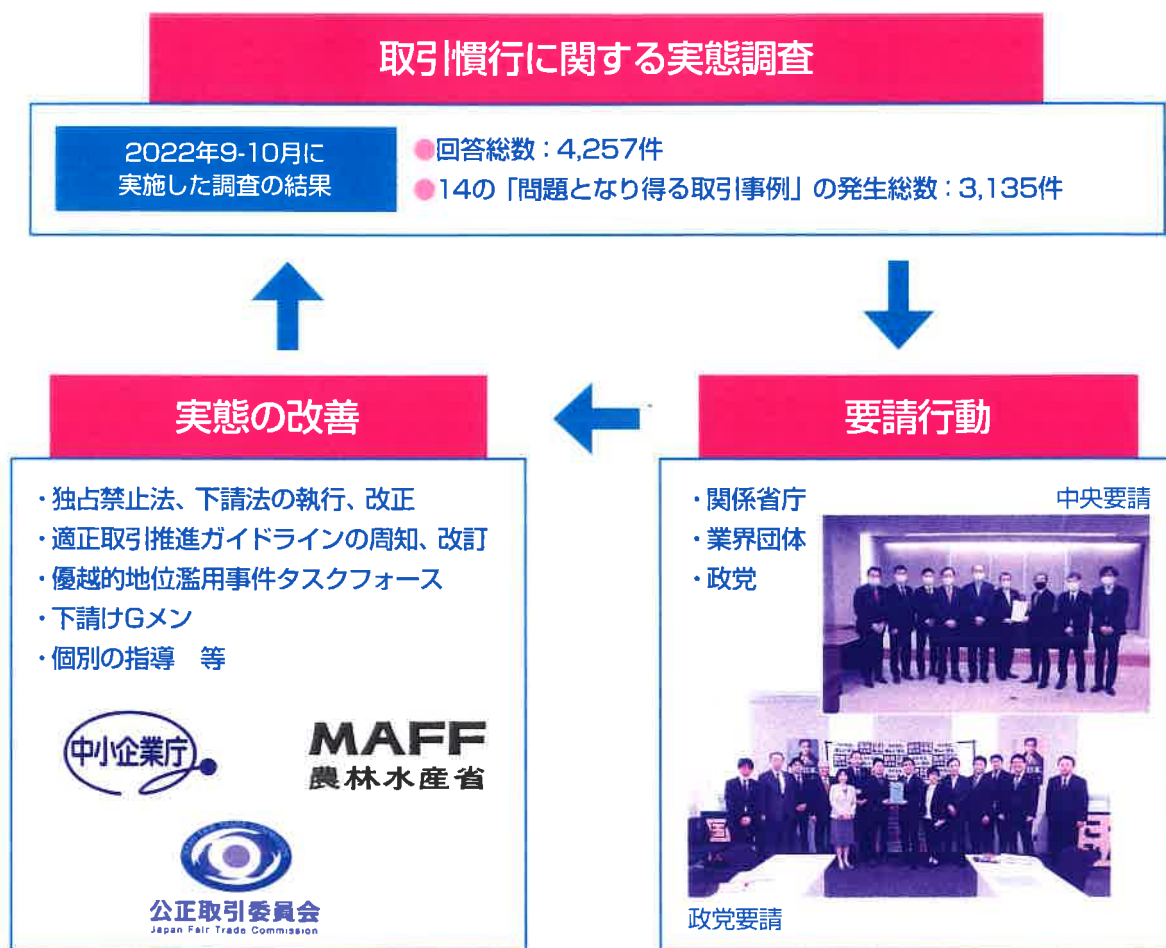 取引慣行に関する実態調査
2022年9-10月に
実施した調査の結果
●回答総数：4,257件
●14の「問題となり得る取引事例」の発生総数：3,135件
実態の改善
・独占禁止法、下請法の執行、改正
・適正取引推進ガイドラインの周知、改訂
・優越的地位濫用事件タスクフォース
・下請けGメン
・個別の指導　等
中小企業庁
MAFF
農林水産省
公正取引委員会
Japan Fair Trade Commission
要請行動
・関係省庁
・業界団体
・政党
中央要請
政党要請